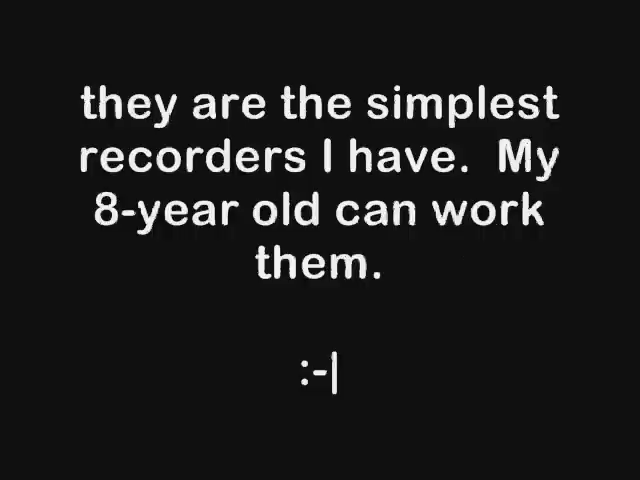 they are the simplest
recorders I have.  My
8-year old can work
them.
:-|